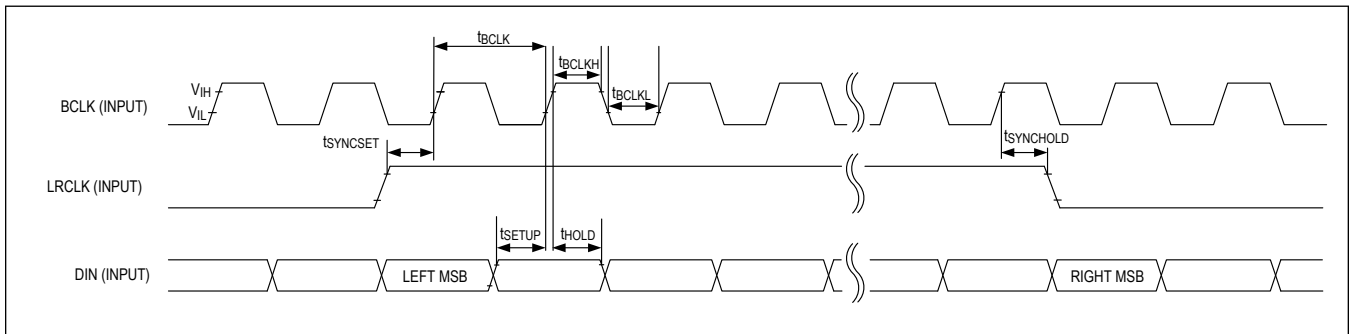 tBCLK
tBCLKH
tBCLKL
VIH
VIL
BCLK (INPUT)
tSYNCSET
tSYNCHOLD
LRCLK (INPUT)
tSETUP
tHOLD
DIN (INPUT)
LEFT MSB
RIGHT MSB